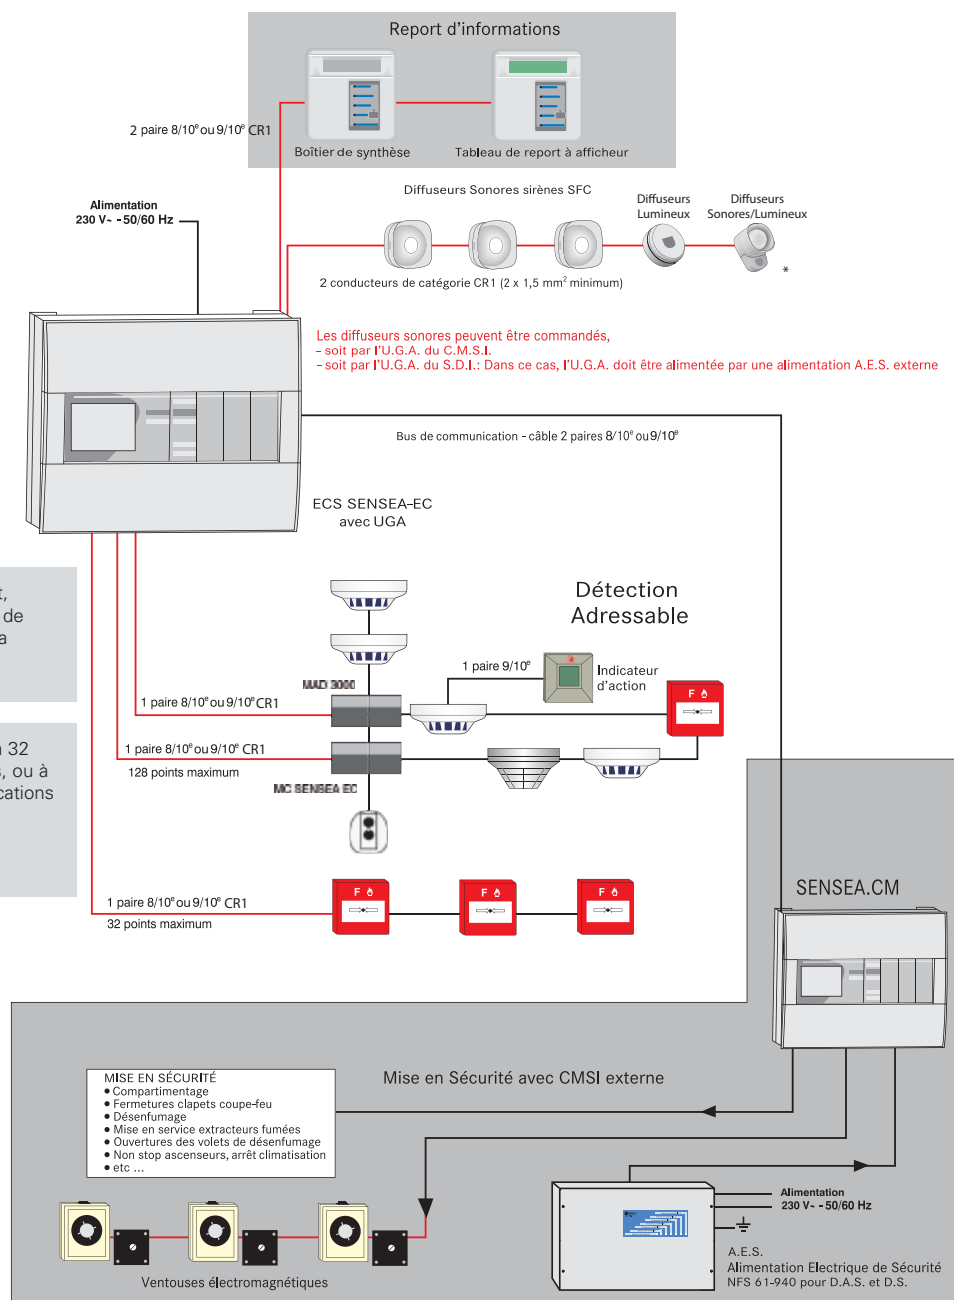 Report d'informations
2 paire 8/10e ou 9/10e CR1
Boîtier de synthèse
Tableau de report à afficheur
Alimentation
230 V~ - 50/60 Hz
Diffuseurs Sonores sirènes SFC
Diffuseurs
Lumineux
Diffuseurs
Sonores/Lumineux
*
2 conducteurs de catégorie CR1 (2 x 1,5 mm² minimum)
Les diffuseurs sonores peuvent être commandés,
- soit par l'U.G.A. du C.M.S.I.
- soit par l'U.G.A. du S.D.I.: Dans ce cas, l'U.G.A. doit être alimentée par une alimentation A.E.S. externe
Bus de communication - câble 2 paires 8/10e ou 9/10e
ECS SENSEA-EC
avec UGA
t,
de
a
Détection
Adressable
1 paire 9/10e
Indicateur
d'action
MAD 3000
F
1 paire 8/10e ou 9/10e CR1
1 paire 8/10e ou 9/10e CR1
128 points maximum
MC SENSEA EC
32
s, ou à
cations
1 paire 8/10e ou 9/10e CR1
32 points maximum
F
F
F
SENSEA.CM
Mise en Sécurité avec CMSI externe
MISE EN SÉCURITÉ
• Compartimentage
• Fermetures clapets coupe-feu
• Désenfumage
• Mise en service extracteurs fumées
• Ouvertures des volets de désenfumage
• Non stop ascenseurs, arrêt climatisation
• etc ...
Alimentation
230 V~ - 50/60 Hz
A.E.S.
Alimentation Electrique de Sécurité
NFS 61-940 pour D.A.S. et D.S.
Ventouses électromagnétiques